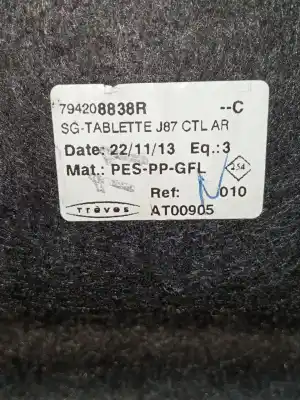 794208838R --C
SG-TABLETTE J87 CTL AR
Date: 22/11/13 Eq.:3
Mat.: PES-PP-GFL
Ref: 010
AT00905
trèves